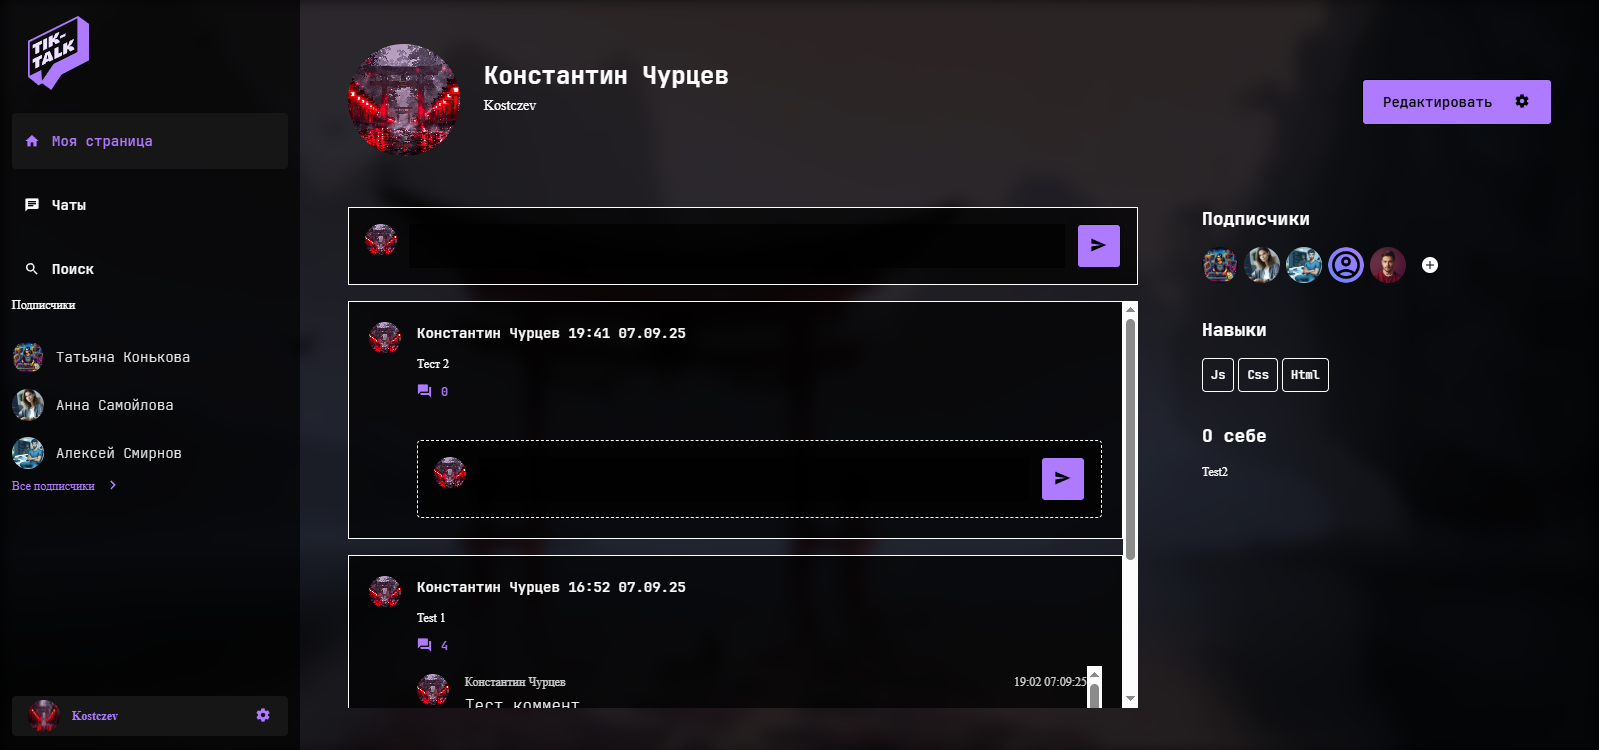 TIK-
TALK
Моя страница
Чаты
Поиск
Подписчики
Татьяна Конькова
Анна Самойлова
Алексей Смирнов
Все подписчики
Kostczev
Константин Чурцев
Kostczev
Редактировать
Константин Чурцев 19:41 07.09.25
Тест 2
0
Константин Чурцев 16:52 07.09.25
Test 1
4
Константин Чурцев 19:02 07:09:25
Тест коммент
Подписчики
Навыки
Js Css Html
О себе
Test2